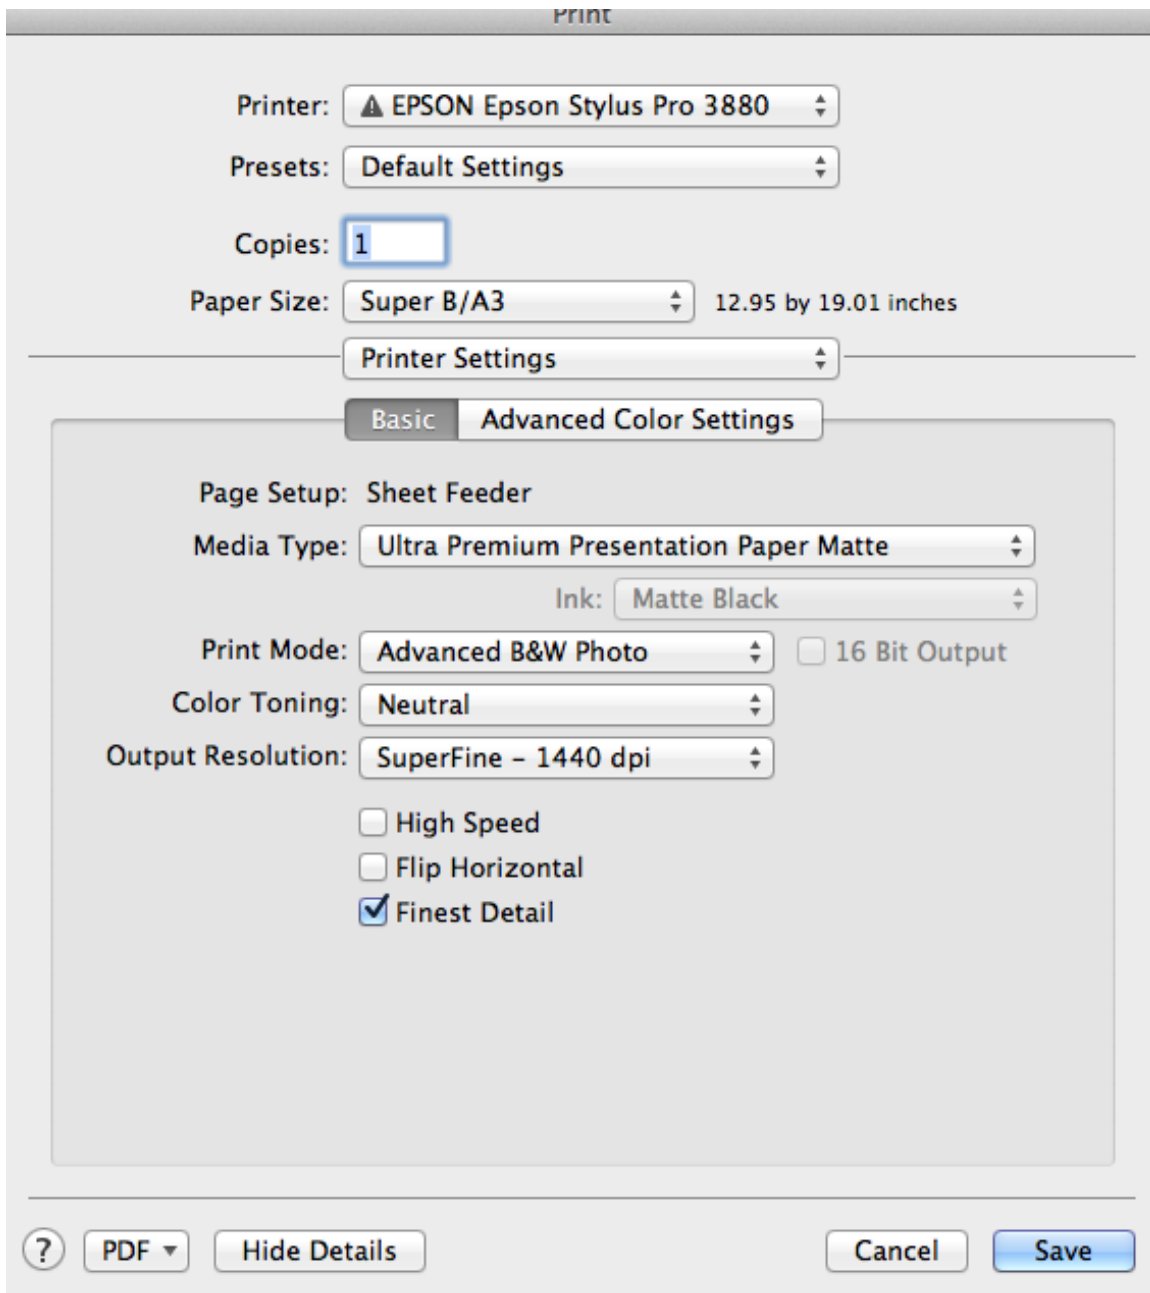 Print
Printer: EPSON Epson Stylus Pro 3880
Presets: Default Settings
Copies: 1
Paper Size: Super B/A3 12.95 by 19.01 inches
Printer Settings
Basic Advanced Color Settings
Page Setup: Sheet Feeder
Media Type: Ultra Premium Presentation Paper Matte
Ink: Matte Black
Print Mode: Advanced B&W Photo 16 Bit Output
Color Toning: Neutral
Output Resolution: SuperFine – 1440 dpi
High Speed
Flip Horizontal
Finest Detail
? PDF Hide Details Cancel Save